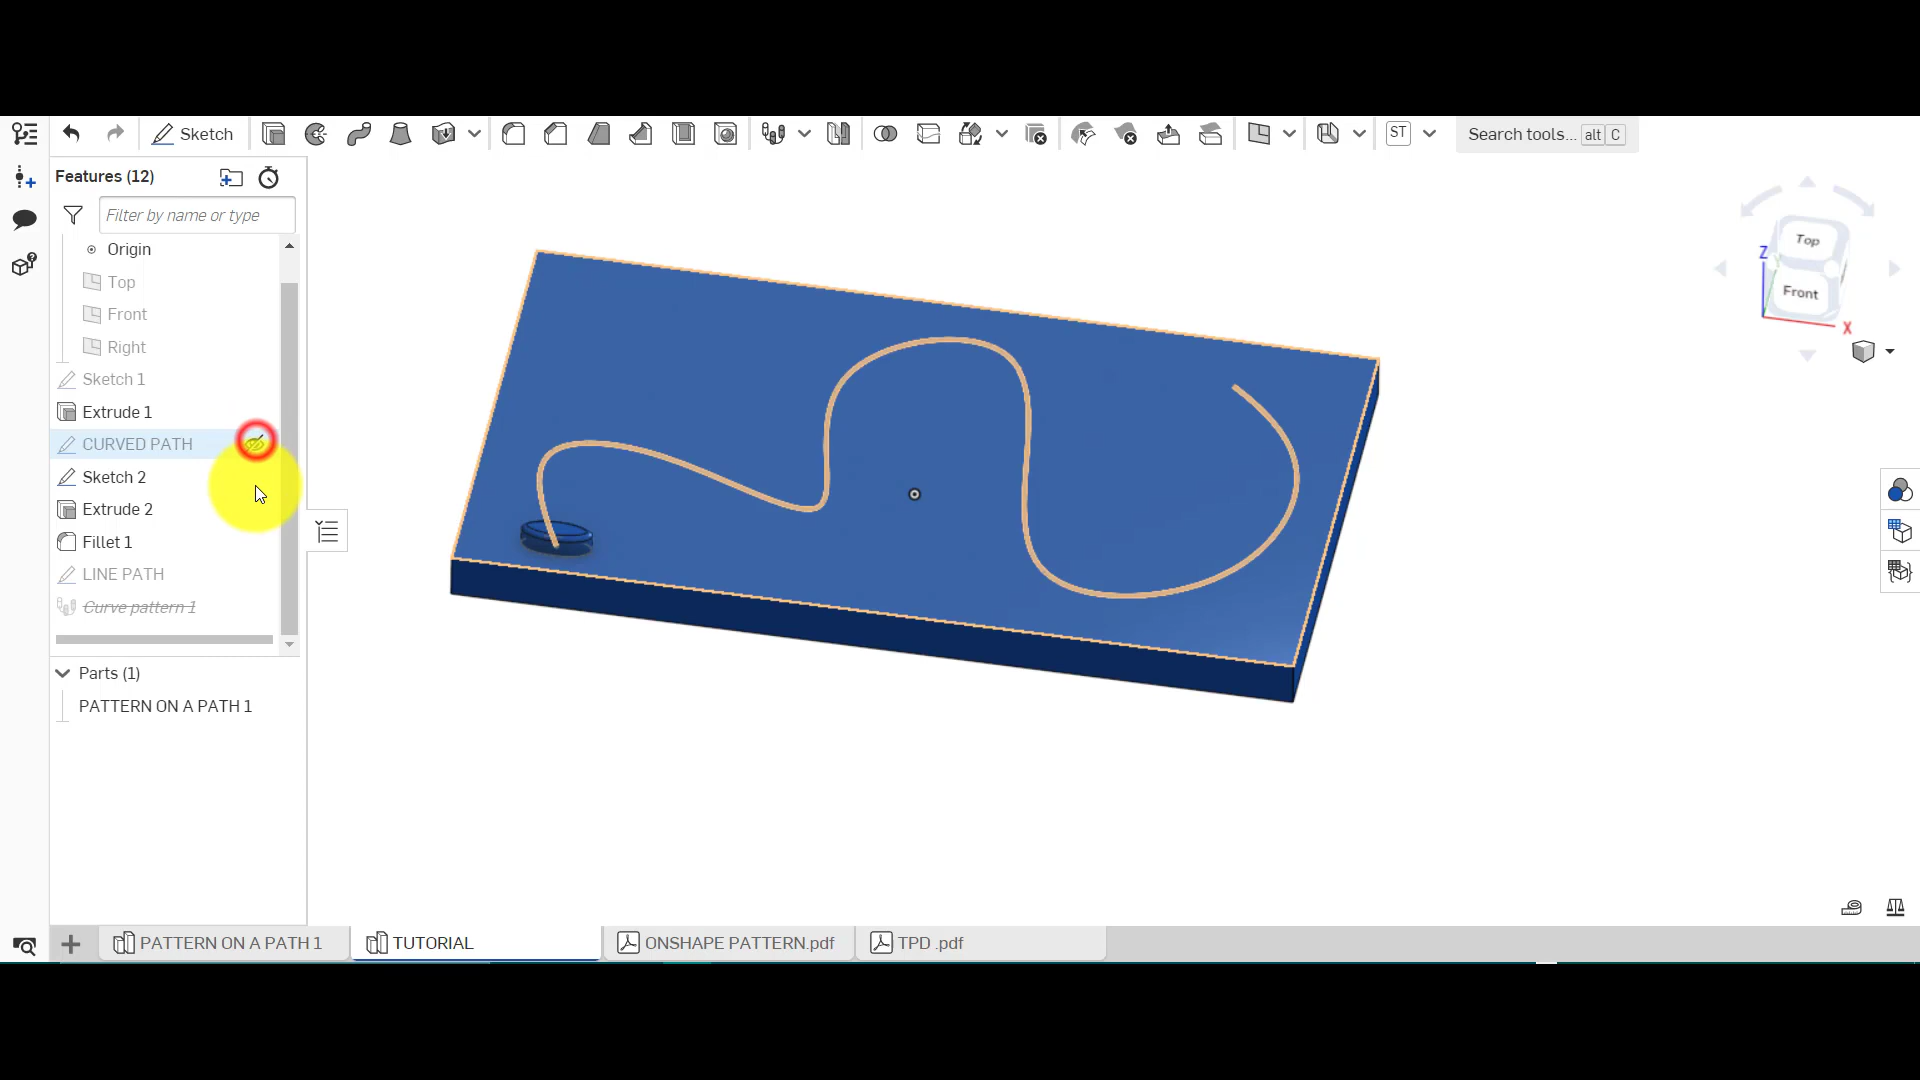 Sketch
ST
Search tools... alt C
Features (12)
Filter by name or type
Origin
Top
Front
Right
Sketch 1
Extrude 1
CURVED PATH
Sketch 2
Extrude 2
Fillet 1
LINE PATH
Curve pattern 1
Parts (1)
PATTERN ON A PATH 1
Top
Front
Z
X
PATTERN ON A PATH 1
TUTORIAL
ONSHAPE PATTERN.pdf
TPD .pdf